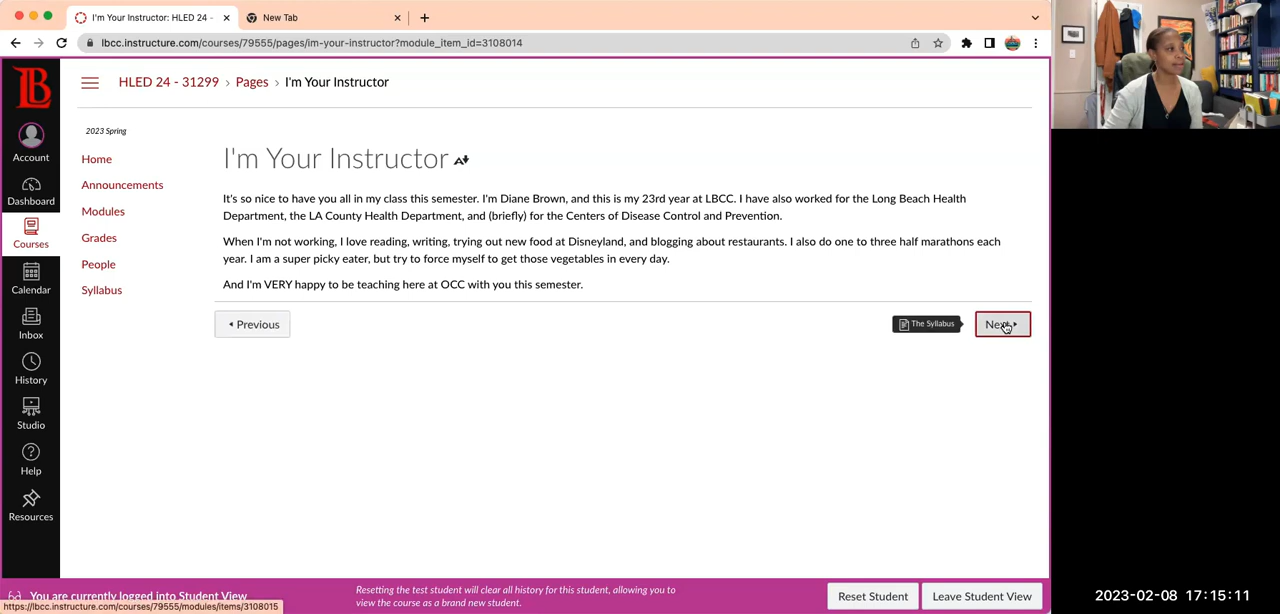 I'm Your Instructor: HLED 24 -
New Tab
lbcc.instructure.com/courses/79555/pages/im-your-instructor?module_item_id=3108014
LB
HLED 24 - 31299 › Pages › I'm Your Instructor
Account
Dashboard
Courses
Calendar
Inbox
History
Studio
Help
Resources
2023 Spring
Home
Announcements
Modules
Grades
People
Syllabus
I'm Your Instructor
It's so nice to have you all in my class this semester. I'm Diane Brown, and this is my 23rd year at LBCC. I have also worked for the Long Beach Health
Department, the LA County Health Department, and (briefly) for the Centers of Disease Control and Prevention.
When I'm not working, I love reading, writing, trying out new food at Disneyland, and blogging about restaurants. I also do one to three half marathons each
year. I am a super picky eater, but try to force myself to get those vegetables in every day.
And I'm VERY happy to be teaching here at OCC with you this semester.
Previous
The Syllabus
Next
You are currently logged into Student View
Resetting the test student will clear all history for this student, allowing you to
view the course as a brand new student.
Reset Student
Leave Student View
https://lbcc.instructure.com/courses/79555/modules/items/3108015
2023-02-08 17:15:11